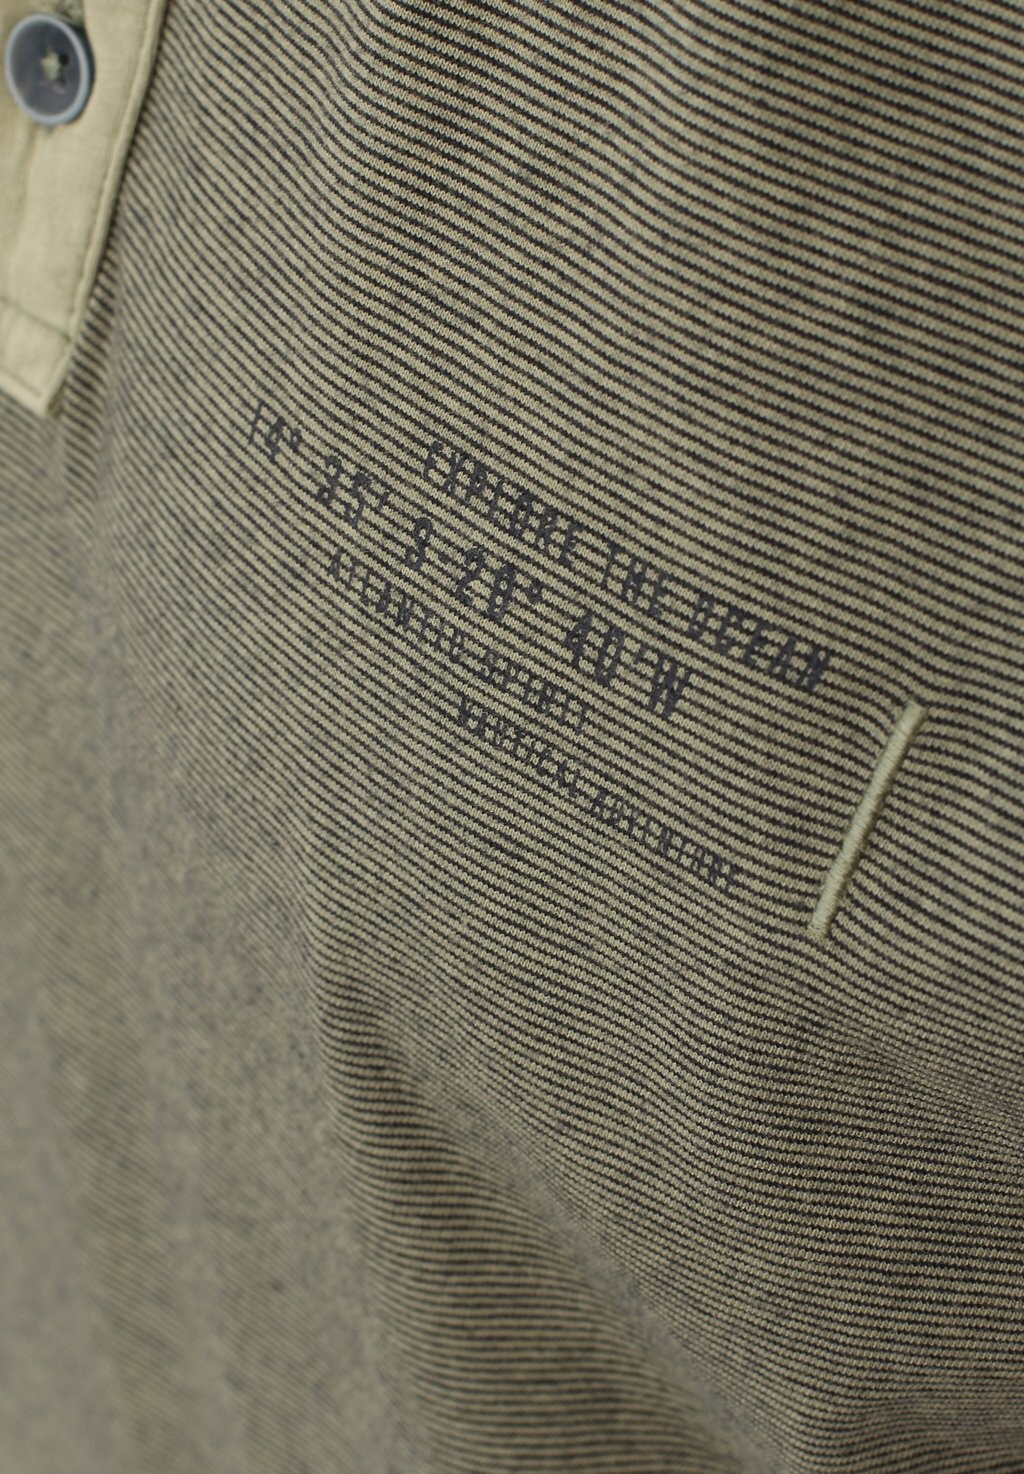 EXPLORE THE OCEAN
14° 35' S-20° 40'W
ATLANTIC SPIRIT
NAUTICAL ADVENTURE